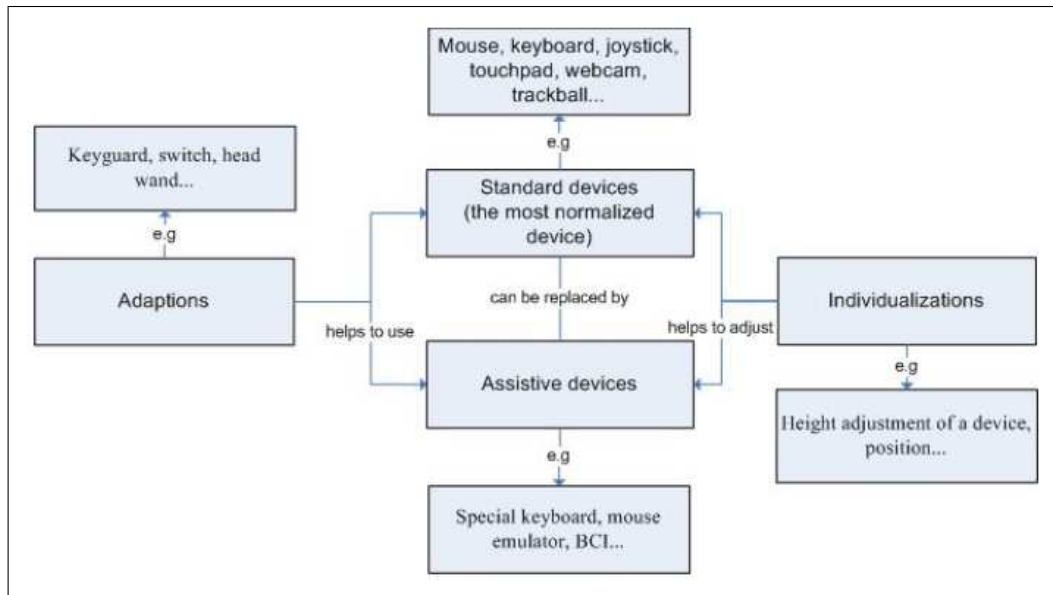 Mouse, keyboard, joystick,
touchpad, webcam,
trackball...
e.g
Keyguard, switch, head
wand...
e.g
Standard devices
(the most normalized
device)
Adaptions
can be replaced by
Individualizations
helps to use
helps to adjust
Assistive devices
e.g
Height adjustment of a device,
position...
e.g
Special keyboard, mouse
emulator, BCI...